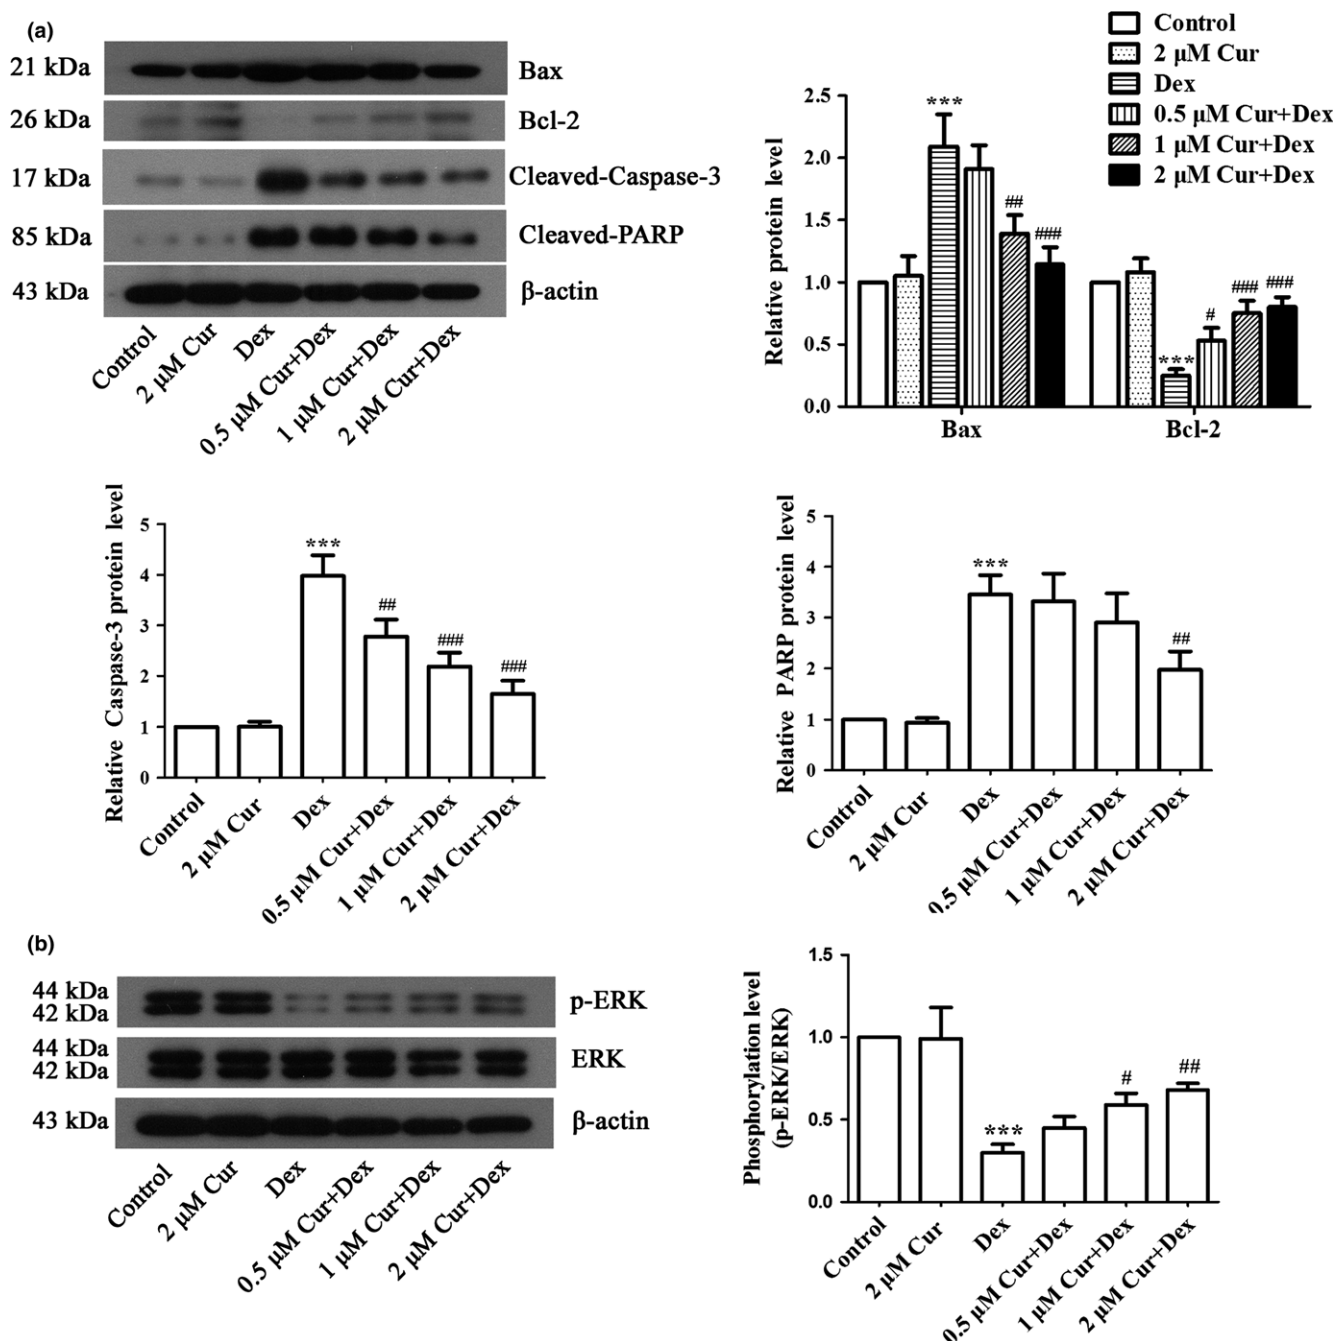 (a)
21 kDa
Bax
26 kDa
Bcl-2
17 kDa
Cleaved-Caspase-3
85 kDa
Cleaved-PARP
43 kDa
β-actin
Control
2 μM Cur
Dex
0.5 μM Cur+Dex
1 μM Cur+Dex
2 μM Cur+Dex
Control
2 μM Cur
Dex
0.5 μM Cur+Dex
1 μM Cur+Dex
2 μM Cur+Dex
Relative protein level
2.5
2.0
1.5
1.0
0.5
0.0
***
##
###
***
#
###
###
Bax
Bcl-2
Relative Caspase-3 protein level
5
4
3
2
1
0
***
##
###
###
Control
2 μM Cur
Dex
0.5 μM Cur+Dex
1 μM Cur+Dex
2 μM Cur+Dex
Relative PARP protein level
5
4
3
2
1
0
***
##
Control
2 μM Cur
Dex
0.5 μM Cur+Dex
1 μM Cur+Dex
2 μM Cur+Dex
(b)
44 kDa
42 kDa
p-ERK
44 kDa
42 kDa
ERK
43 kDa
β-actin
Control
2 μM Cur
Dex
0.5 μM Cur+Dex
1 μM Cur+Dex
2 μM Cur+Dex
Phosphorylation level
(p-ERK/ERK)
1.5
1.0
0.5
0.0
***
#
##
Control
2 μM Cur
Dex
0.5 μM Cur+Dex
1 μM Cur+Dex
2 μM Cur+Dex